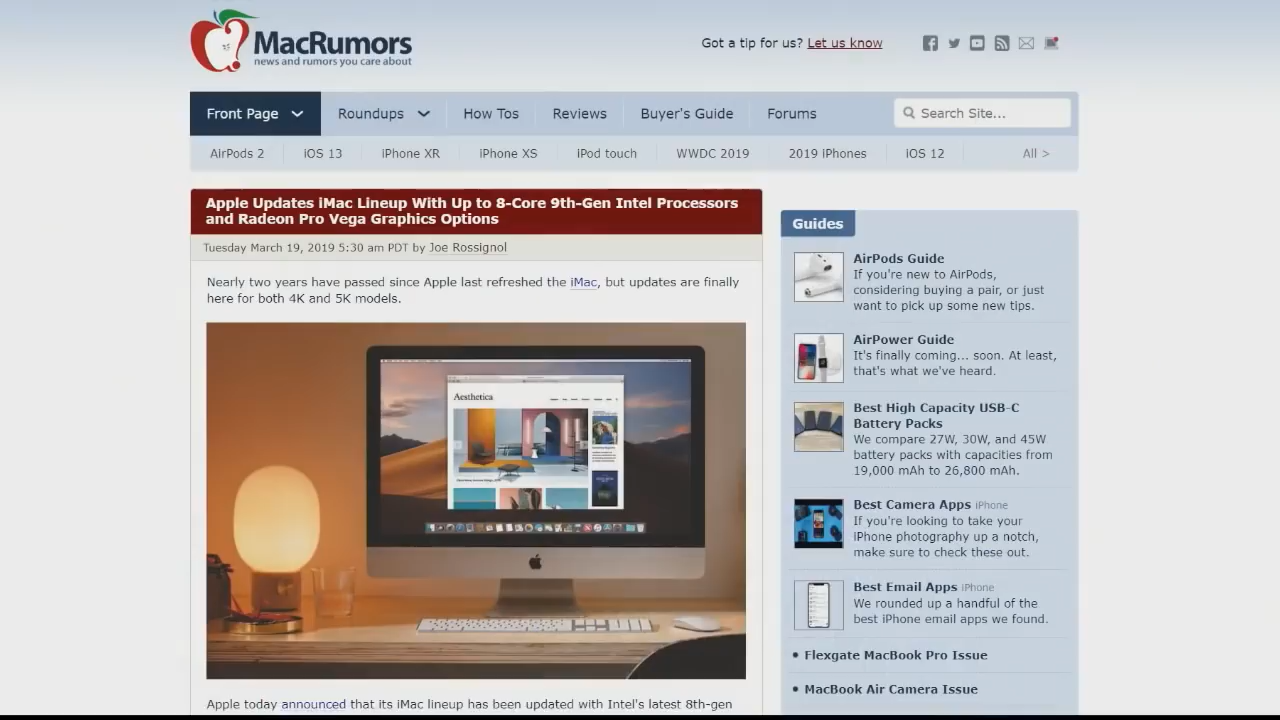 MacRumors
news and rumors you care about
Got a tip for us? Let us know
Front Page
Roundups
How Tos
Reviews
Buyer's Guide
Forums
Search Site...
AirPods 2
iOS 13
iPhone XR
iPhone XS
iPod touch
WWDC 2019
2019 iPhones
iOS 12
All >
Apple Updates iMac Lineup With Up to 8-Core 9th-Gen Intel Processors
and Radeon Pro Vega Graphics Options
Tuesday March 19, 2019 5:30 am PDT by Joe Rossignol
Nearly two years have passed since Apple last refreshed the iMac, but updates are finally
here for both 4K and 5K models.
Aesthetica
Apple today announced that its iMac lineup has been updated with Intel's latest 8th-gen
Guides
AirPods Guide
If you're new to AirPods,
considering buying a pair, or just
want to pick up some new tips.
AirPower Guide
It's finally coming... soon. At least,
that's what we've heard.
Best High Capacity USB-C
Battery Packs
We compare 27W, 30W, and 45W
battery packs with capacities from
19,000 mAh to 26,800 mAh.
Best Camera Apps iPhone
If you're looking to take your
iPhone photography up a notch,
make sure to check these out.
Best Email Apps iPhone
We rounded up a handful of the
best iPhone email apps we found.
• Flexgate MacBook Pro Issue
• MacBook Air Camera Issue